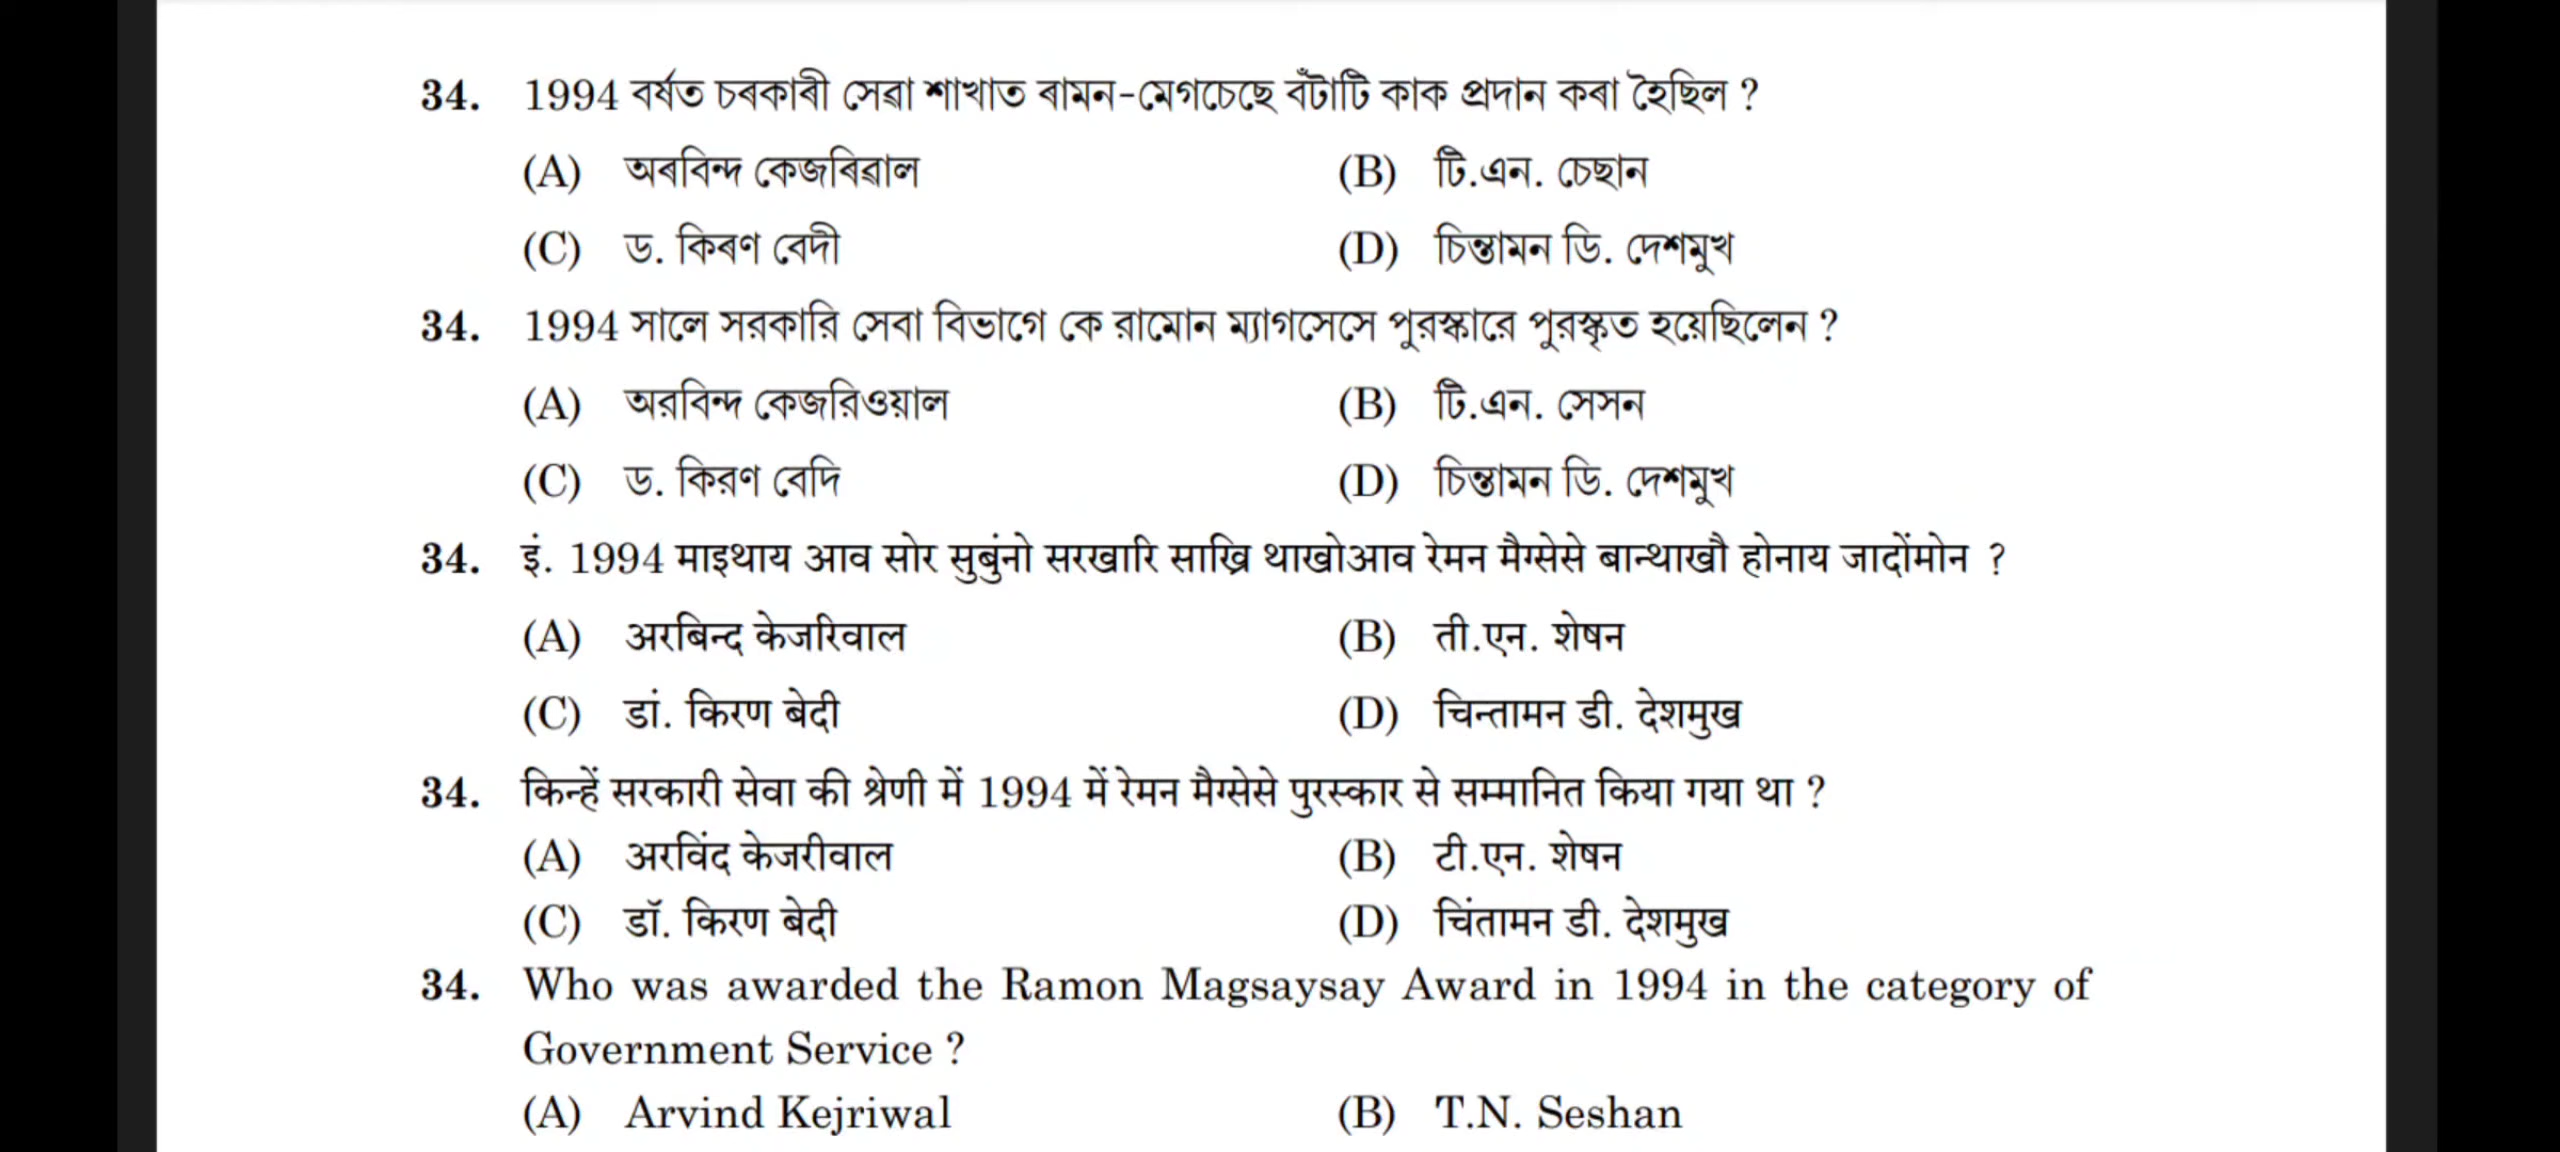 34. 1994 বৰ্ষত চৰকাৰী সেৱা শাখাত ৰামন-মেগচেছে বঁটাটি কাক প্ৰদান কৰা হৈছিল ?
(A) অৰবিন্দ কেজৰিৱাল (B) টি.এন. চেছান
(C) ড. কিৰণ বেদী (D) চিন্তামন ডি. দেশমুখ
34. 1994 সালে সরকারি সেবা বিভাগে কে রামোন ম্যাগসেসে পুরস্কারে পুরস্কৃত হয়েছিলেন ?
(A) অরবিন্দ কেজরিওয়াল (B) টি.এন. সেসন
(C) ড. কিরণ বেদি (D) চিন্তামন ডি. দেশমুখ
34. इं. 1994 माइथाय आव सोर सुबुंनो सरखारि साख्रि थाखोआव रेमन मैग्सेसे बान्थाखौ होनाय जादोंमोन ?
(A) अरबिन्द केजरिवाल (B) ती.एन. शेषन
(C) डां. किरण बेदी (D) चिन्तामन डी. देशमुख
34. किन्हें सरकारी सेवा की श्रेणी में 1994 में रेमन मैग्सेसे पुरस्कार से सम्मानित किया गया था ?
(A) अरविंद केजरीवाल (B) टी.एन. शेषन
(C) डॉ. किरण बेदी (D) चिंतामन डी. देशमुख
34. Who was awarded the Ramon Magsaysay Award in 1994 in the category of
Government Service ?
(A) Arvind Kejriwal (B) T.N. Seshan